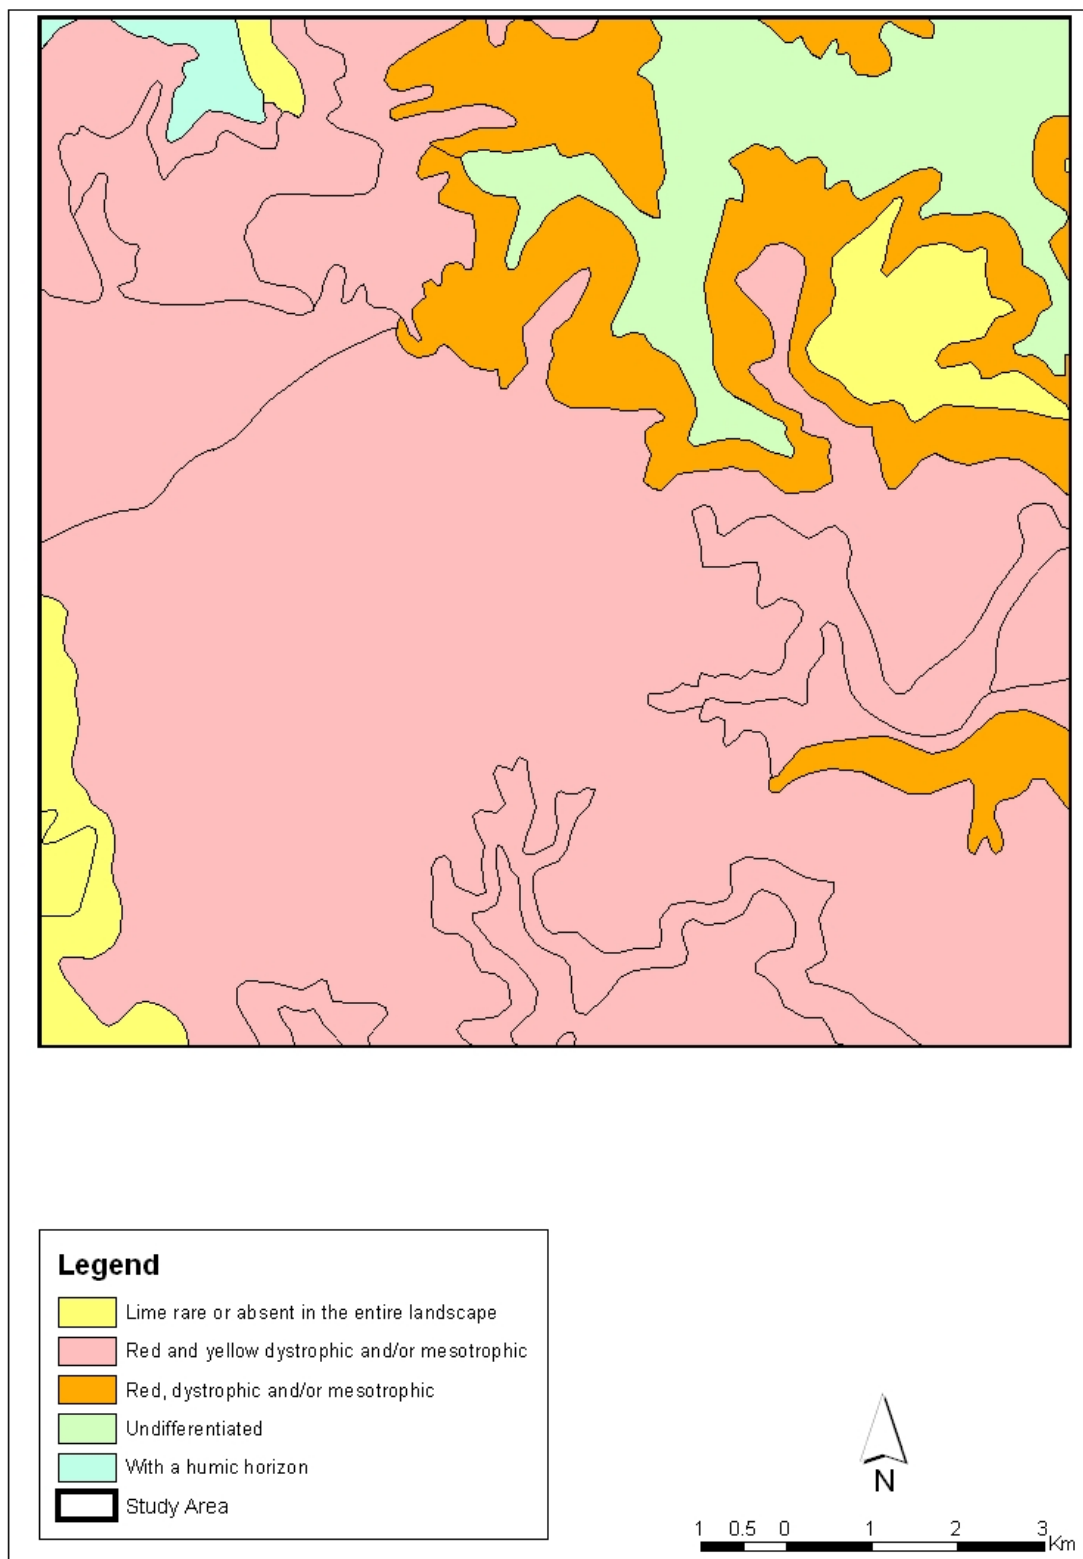 Legend
Lime rare or absent in the entire landscape
Red and yellow dystrophic and/or mesotrophic
Red, dystrophic and/or mesotrophic
Undifferentiated
With a humic horizon
Study Area
N
1 0.5 0 1 2 3
Km